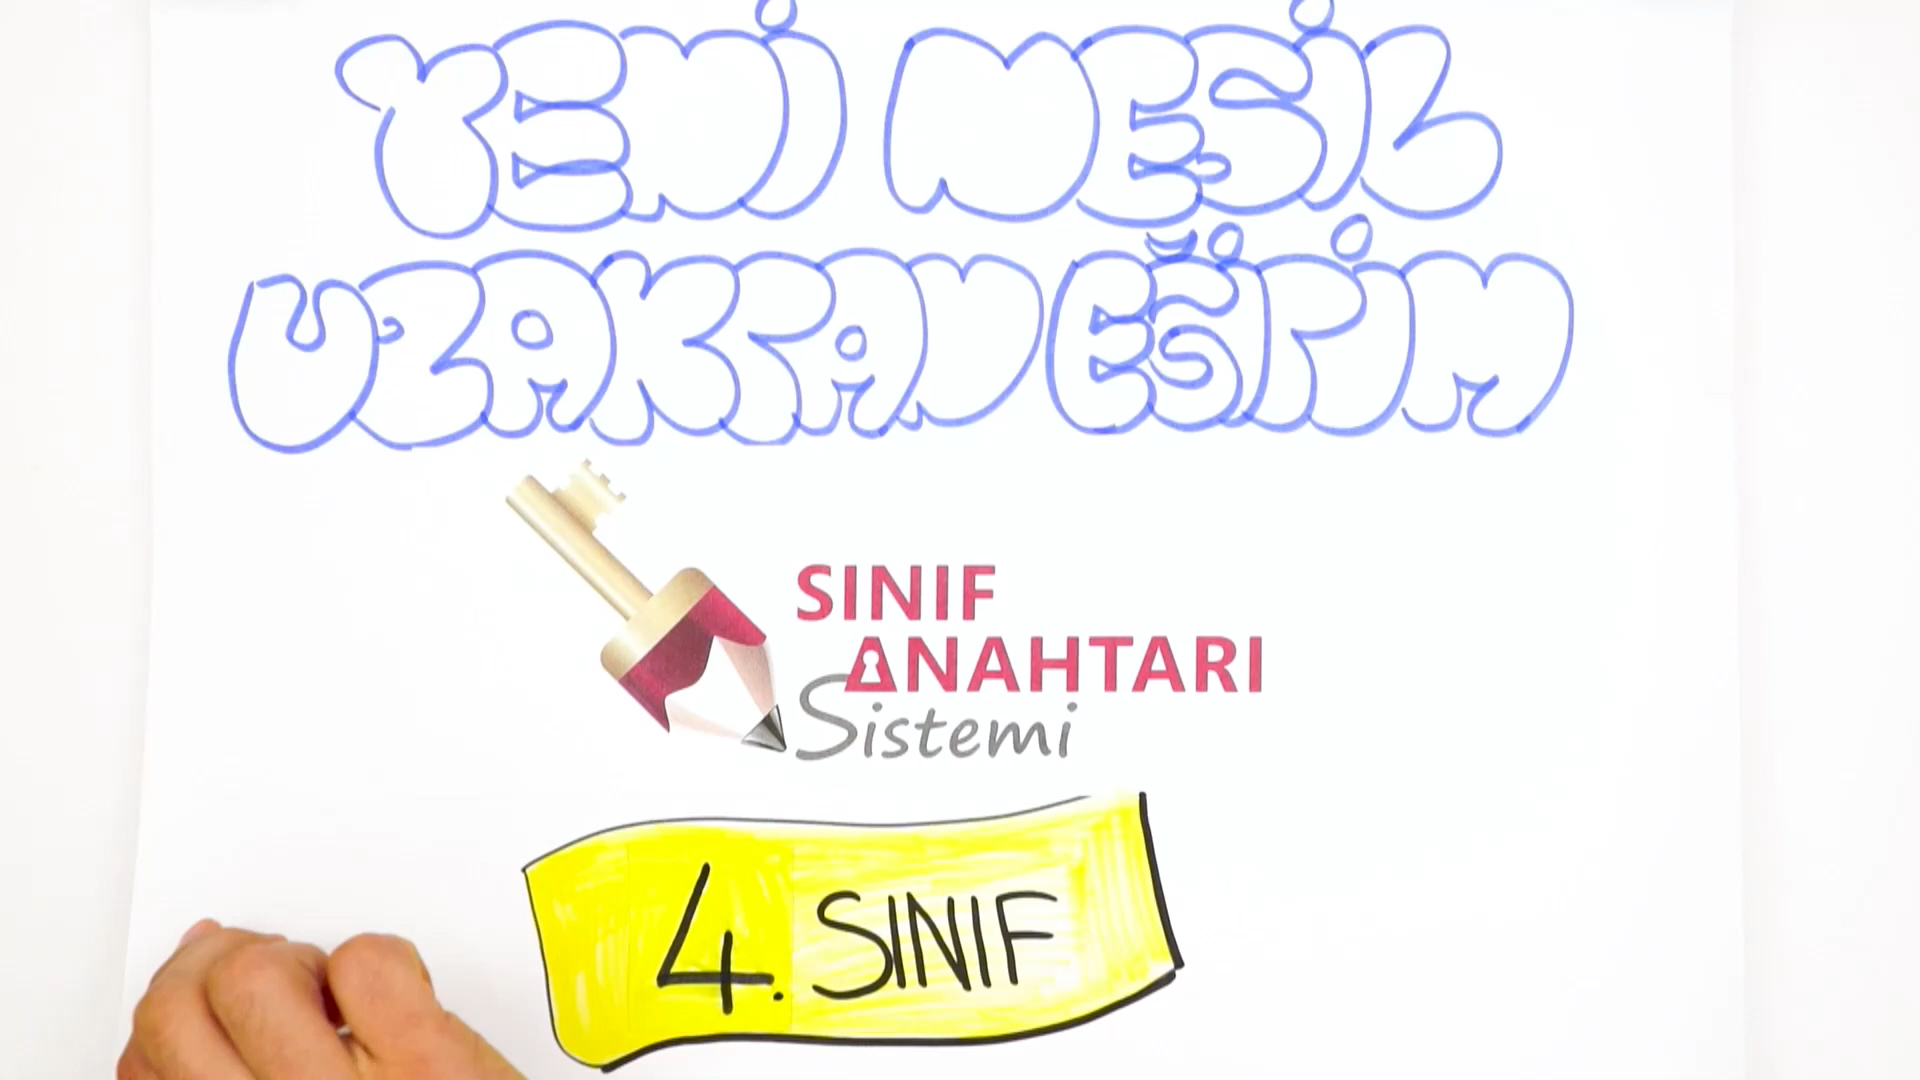 YENİ NESİL
UZAKTAN EĞİTİM
SINIF
ANAHTARI
Sistemi
4. SINIF